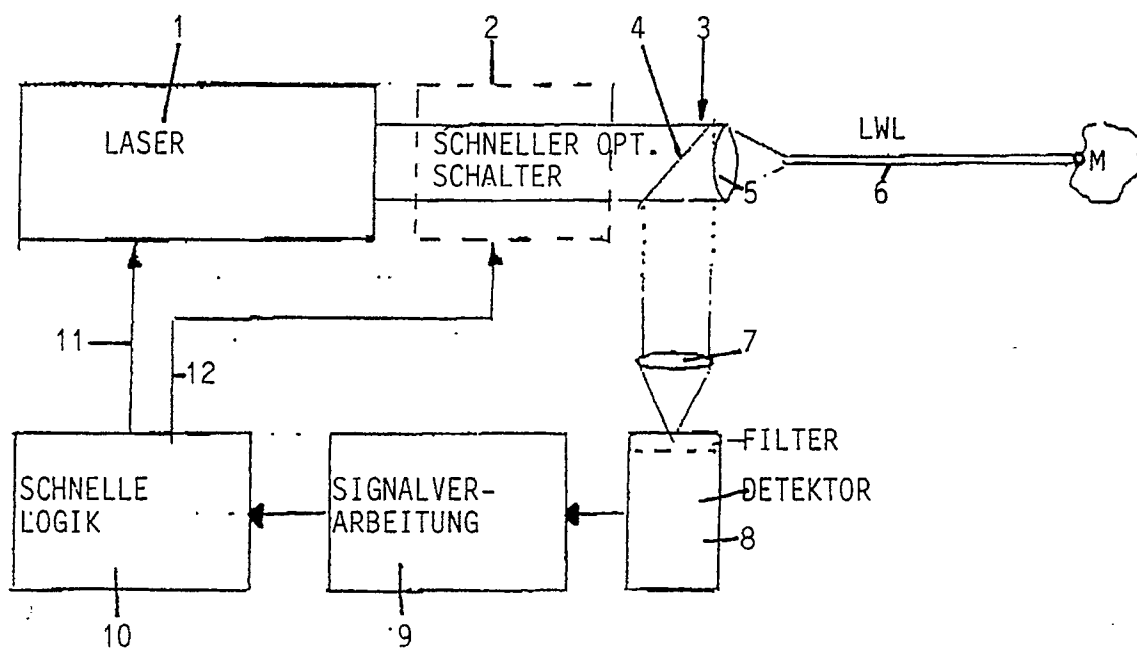 1
2
4
3
LASER
SCHNELLER OPT.
SCHALTER
5
LWL
6
M
11
12
7
FILTER
DETEKTOR
8
SCHNELLE
LOGIK
SIGNALVER-
ARBEITUNG
10
9